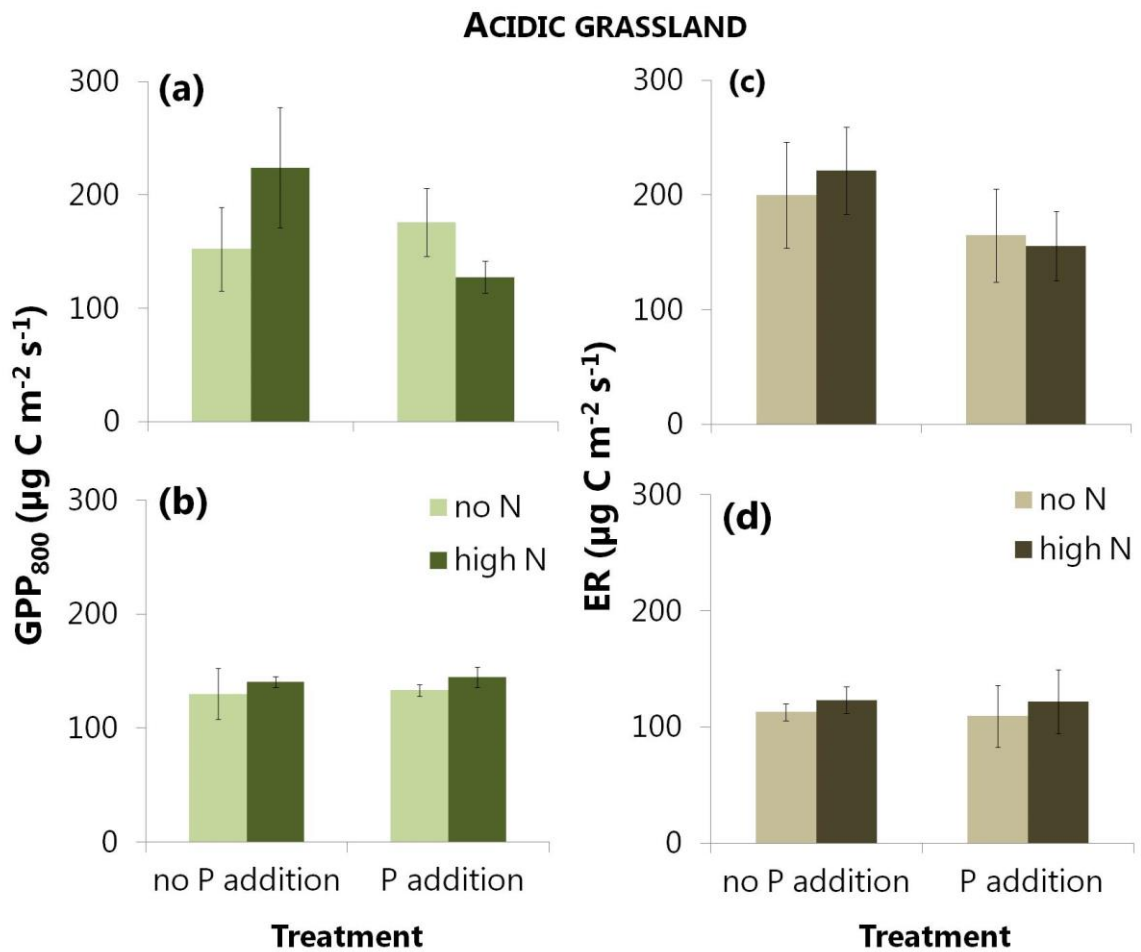 ACIDIC GRASSLAND
(a)
300
200
100
0
(c)
300
200
100
0
GPP800 (µg C m-2 s-1)
ER (µg C m-2 s-1)
(b)
300
200
100
0
no N
high N
no P addition P addition
Treatment
(d)
300
200
100
0
no N
high N
no P addition P addition
Treatment